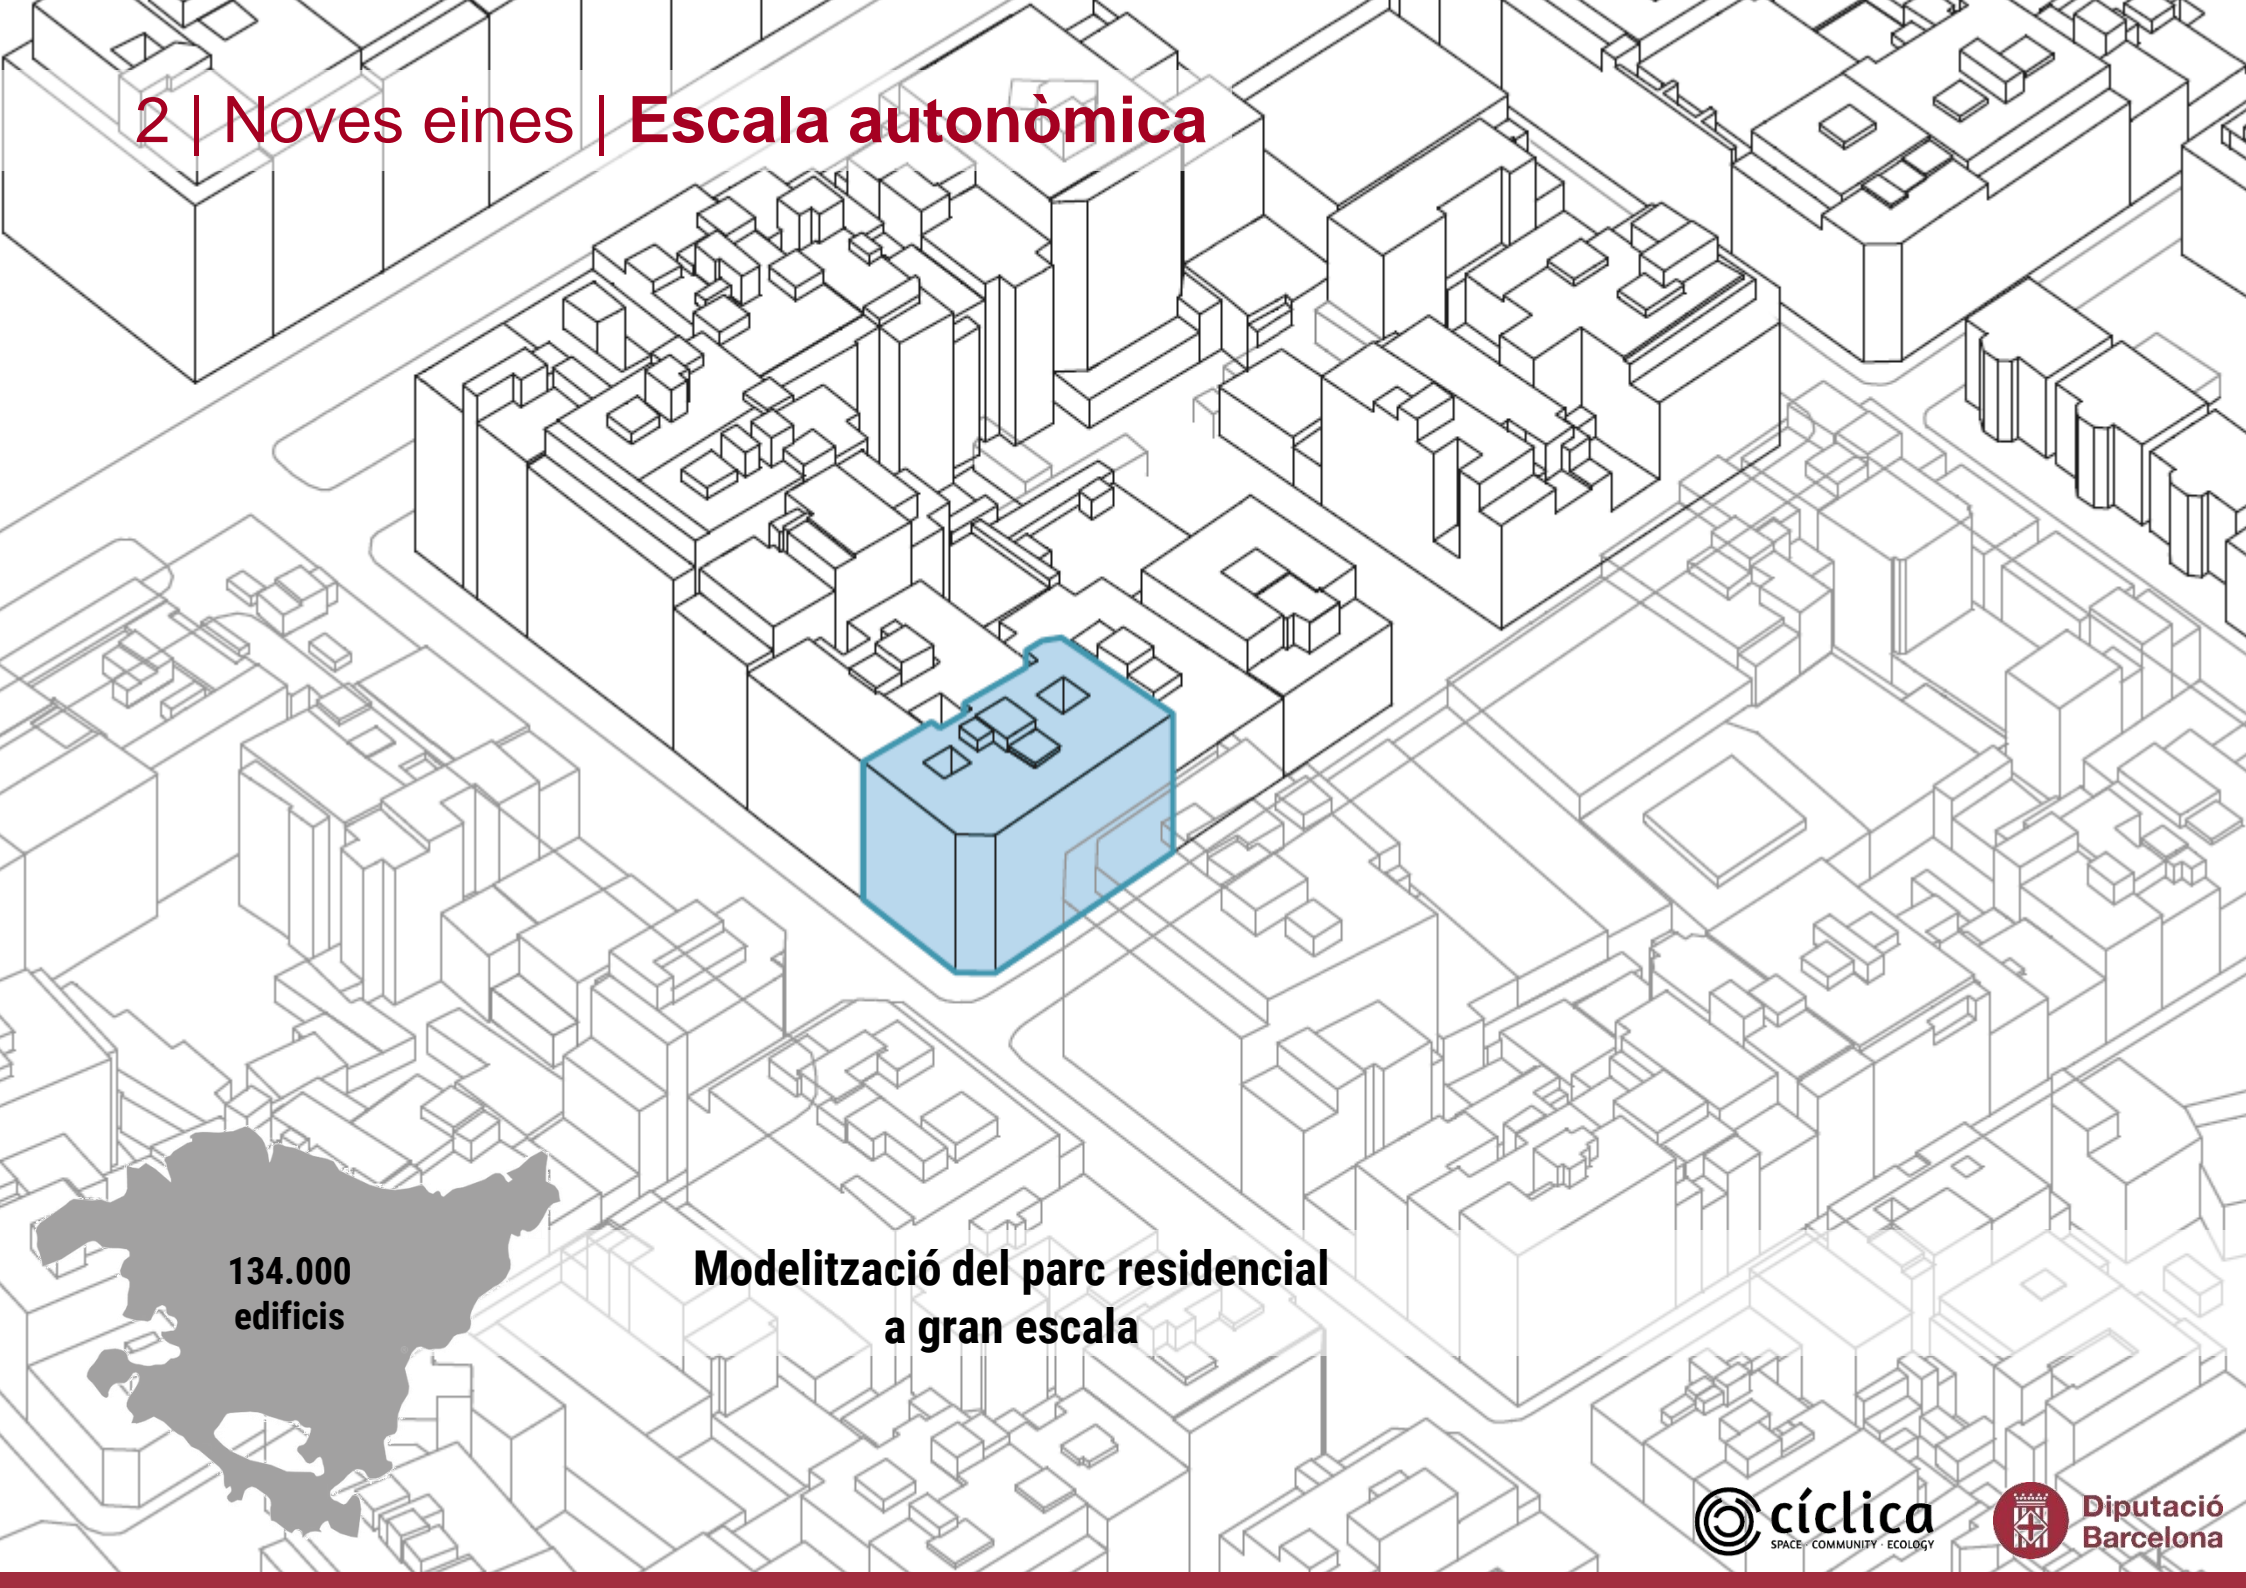 2 | Noves eines | Escala autonòmica
134.000
edificis
Modelització del parc residencial
a gran escala
cíclica
SPACE · COMMUNITY · ECOLOGY
Diputació
Barcelona